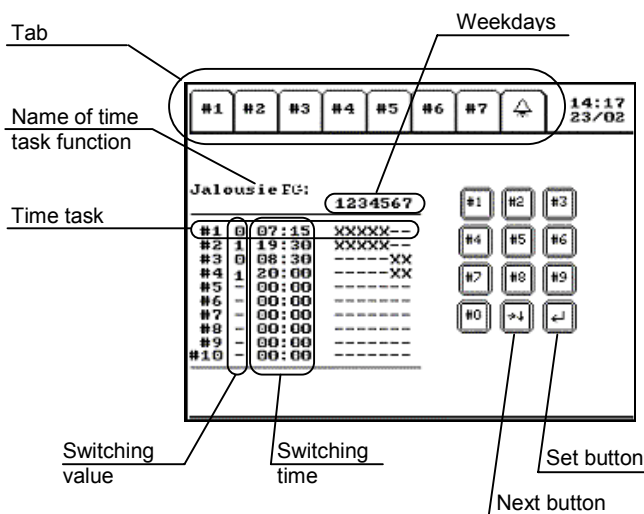 Tab
Weekdays
#1 #2 #3 #4 #5 #6 #7
14:17
23/02
Name of time
task function
Jalousie
1234567
Time task
#1 0 07:15 XXXXX--
#2 1 19:30 XXXXX--
#3 0 08:30 -----XX
#4 1 20:00 -----XX
#5 - 00:00 -------
#6 - 00:00 -------
#7 - 00:00 -------
#8 - 00:00 -------
#9 - 00:00 -------
#10 - 00:00 -------
#1 #2 #3
#4 #5 #6
#7 #8 #9
#0
Switching
value
Switching
time
Set button
Next button